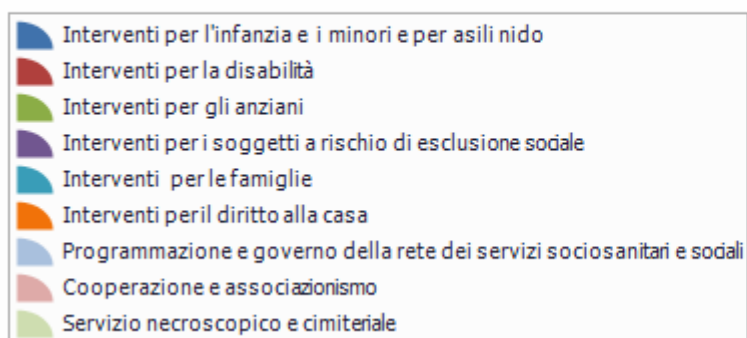 Interventi per l'infanzia e i minori e per asili nido
Interventi per la disabilità
Interventi per gli anziani
Interventi per i soggetti a rischio di esclusione sociale
Interventi per le famiglie
Interventi per il diritto alla casa
Programmazione e governo della rete dei servizi sociosanitari e sociali
Cooperazione e associazionismo
Servizio necroscopico e cimiteriale